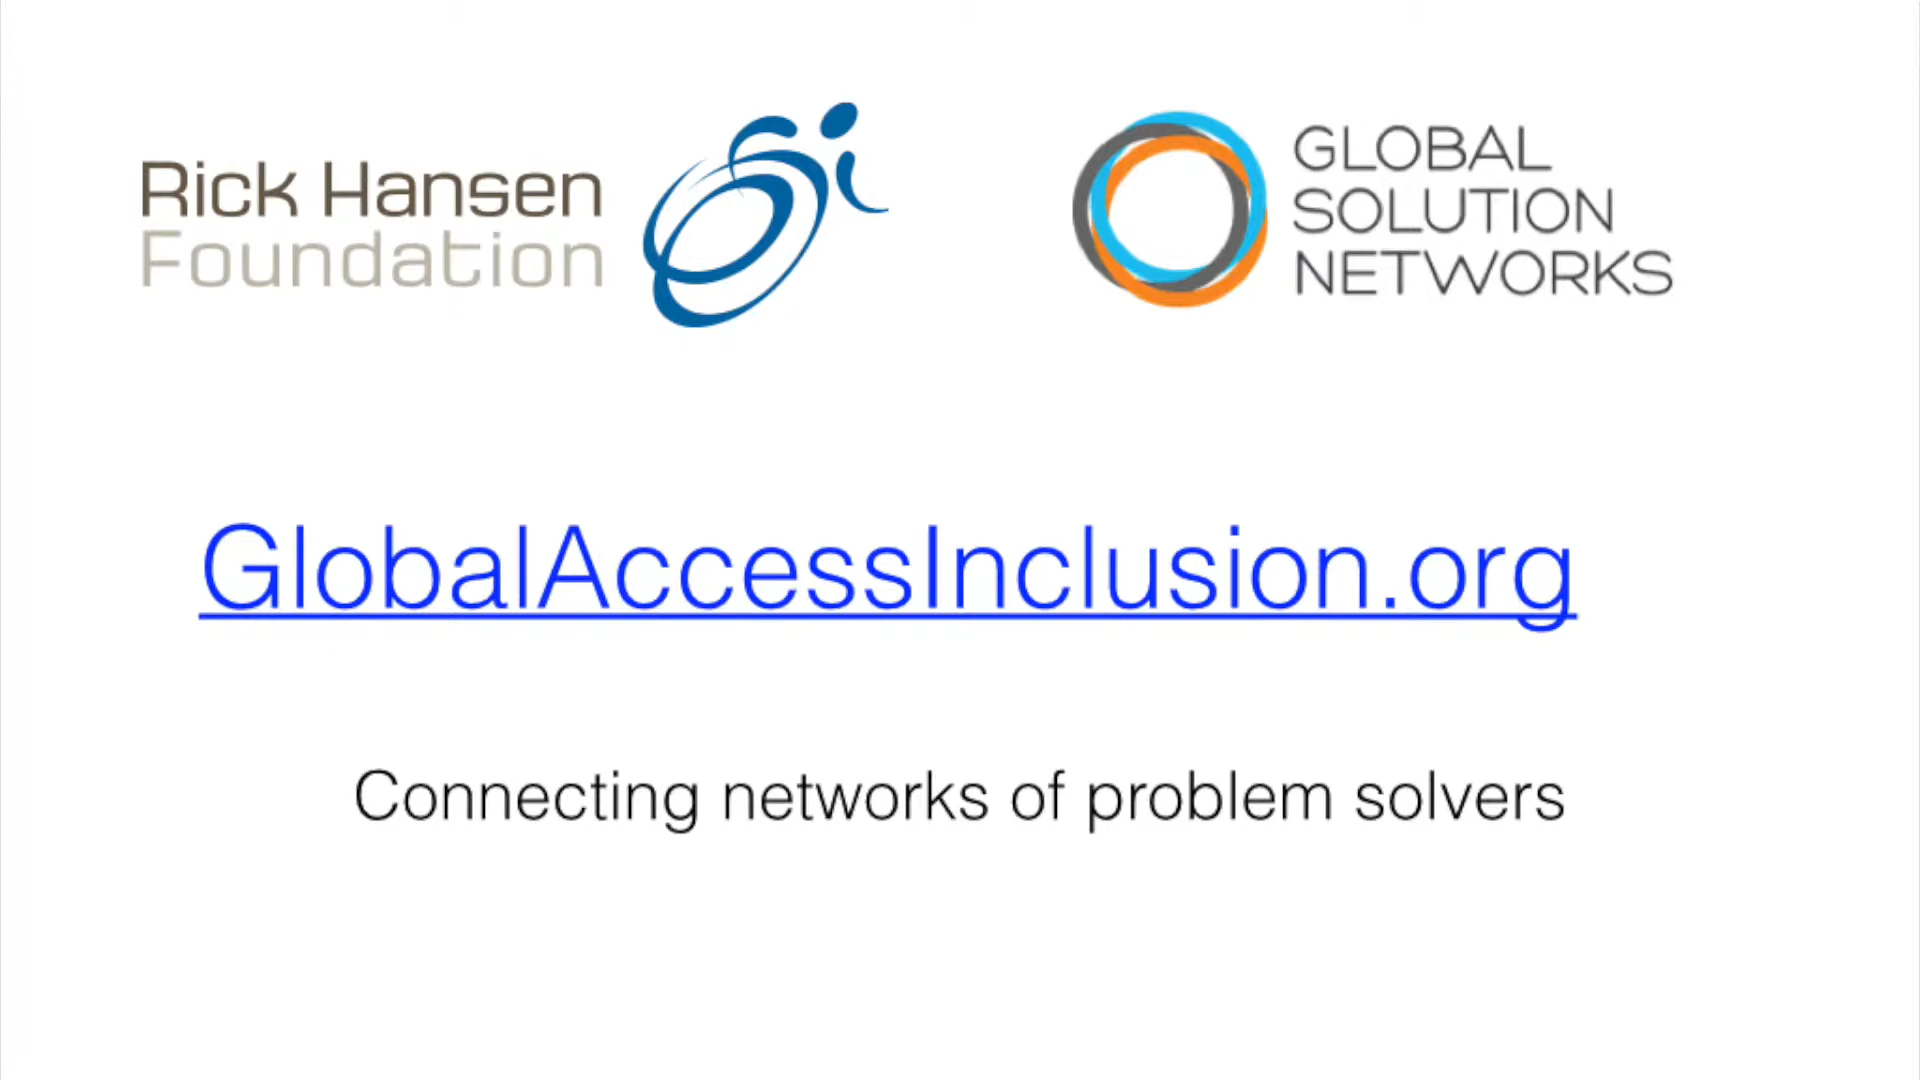 Rick Hansen
Foundation
GLOBAL
SOLUTION
NETWORKS
GlobalAccessInclusion.org
Connecting networks of problem solvers